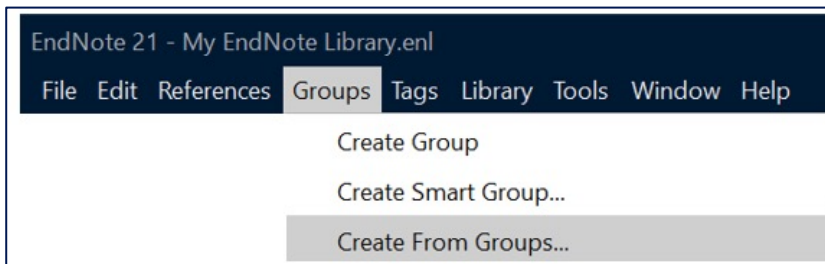 EndNote 21 - My EndNote Library.enl
File Edit References Groups Tags Library Tools Window Help
Create Group
Create Smart Group...
Create From Groups...